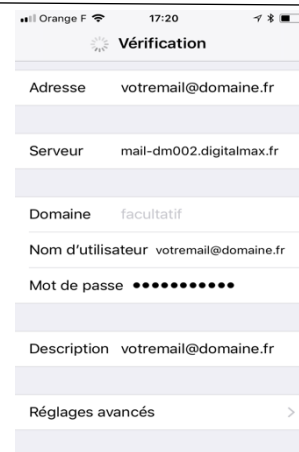 Orange F 17:20
Vérification
Adresse votremail@domaine.fr
Serveur mail-dm002.digitalmax.fr
Domaine facultatif
Nom d'utilisateur votremail@domaine.fr
Mot de passe ●●●●●●●●●●●
Description votremail@domaine.fr
Réglages avancés